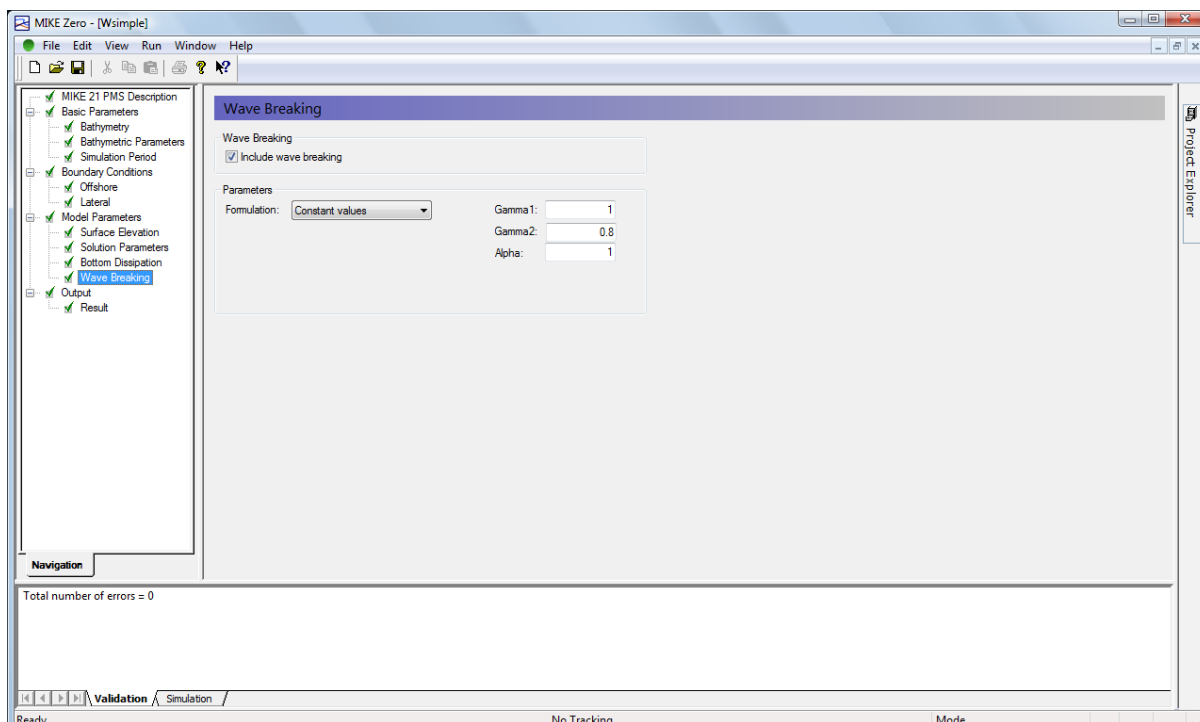 MIKE Zero - [Wsimple]
File Edit View Run Window Help
MIKE 21 PMS Description
Basic Parameters
Bathymetry
Bathymetric Parameters
Simulation Period
Boundary Conditions
Offshore
Lateral
Model Parameters
Surface Elevation
Solution Parameters
Bottom Dissipation
Wave Breaking
Output
Result
Navigation
Wave Breaking
Wave Breaking
Include wave breaking
Parameters
Formulation: Constant values
Gamma1: 1
Gamma2: 0.8
Alpha: 1
Project Explorer
Total number of errors = 0
Validation Simulation
Ready No Tracking Mode